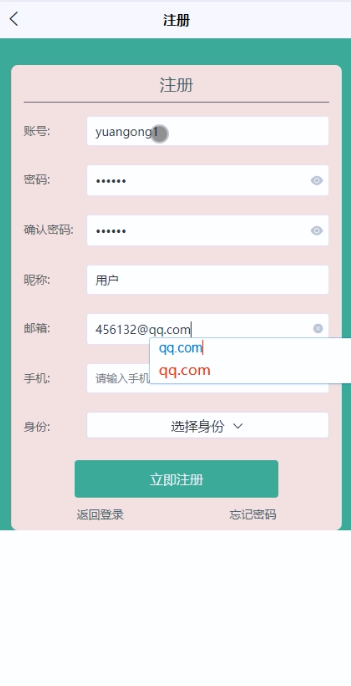 注册
注册
账号: yuangong1
密码: ••••••
确认密码: ••••••
昵称: 用户
邮箱: 456132@qq.com
qq.com
qq.com
手机: 请输入手机
身份: 选择身份
立即注册
返回登录 忘记密码